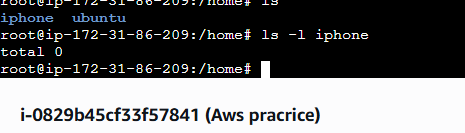 root@ip-172-31-86-209:/home# ls
iphone  ubuntu
root@ip-172-31-86-209:/home# ls -l iphone
total 0
root@ip-172-31-86-209:/home#
i-0829b45cf33f57841 (Aws pracrice)